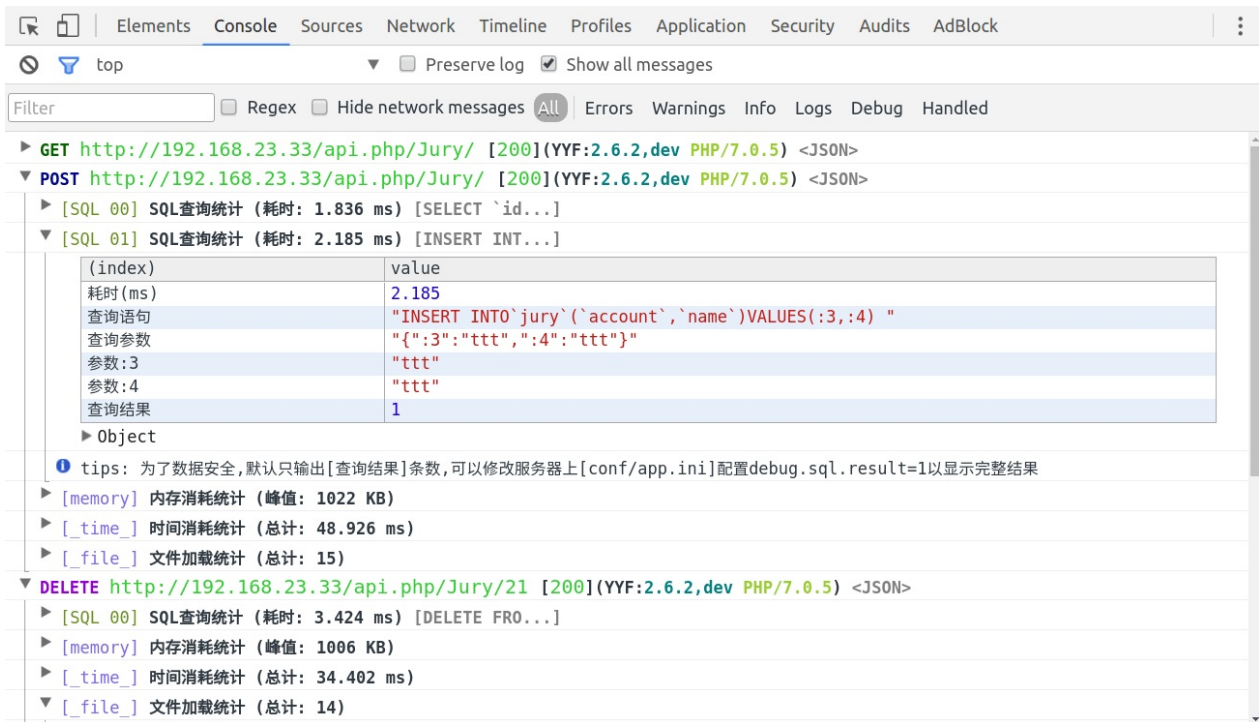 Elements Console Sources Network Timeline Profiles Application Security Audits AdBlock
top Preserve log Show all messages
Filter Regex Hide network messages All Errors Warnings Info Logs Debug Handled
GET http://192.168.23.33/api.php/Jury/ [200](YYF:2.6.2,dev PHP/7.0.5) <JSON>
POST http://192.168.23.33/api.php/Jury/ [200](YYF:2.6.2,dev PHP/7.0.5) <JSON>
[SQL 00] SQL查询统计 (耗时: 1.836 ms) [SELECT `id...]
[SQL 01] SQL查询统计 (耗时: 2.185 ms) [INSERT INT...]
(index) value
耗时(ms) 2.185
查询语句 "INSERT INTO`jury`(`account`,`name`)VALUES(:3,:4) "
查询参数 "{":3":"ttt",":4":"ttt"}"
参数:3 "ttt"
参数:4 "ttt"
查询结果 1
Object
tips: 为了数据安全,默认只输出[查询结果]条数,可以修改服务器上[conf/app.ini]配置debug.sql.result=1以显示完整结果
[memory] 内存消耗统计 (峰值: 1022 KB)
[_time_] 时间消耗统计 (总计: 48.926 ms)
[_file_] 文件加载统计 (总计: 15)
DELETE http://192.168.23.33/api.php/Jury/21 [200](YYF:2.6.2,dev PHP/7.0.5) <JSON>
[SQL 00] SQL查询统计 (耗时: 3.424 ms) [DELETE FRO...]
[memory] 内存消耗统计 (峰值: 1006 KB)
[_time_] 时间消耗统计 (总计: 34.402 ms)
[_file_] 文件加载统计 (总计: 14)